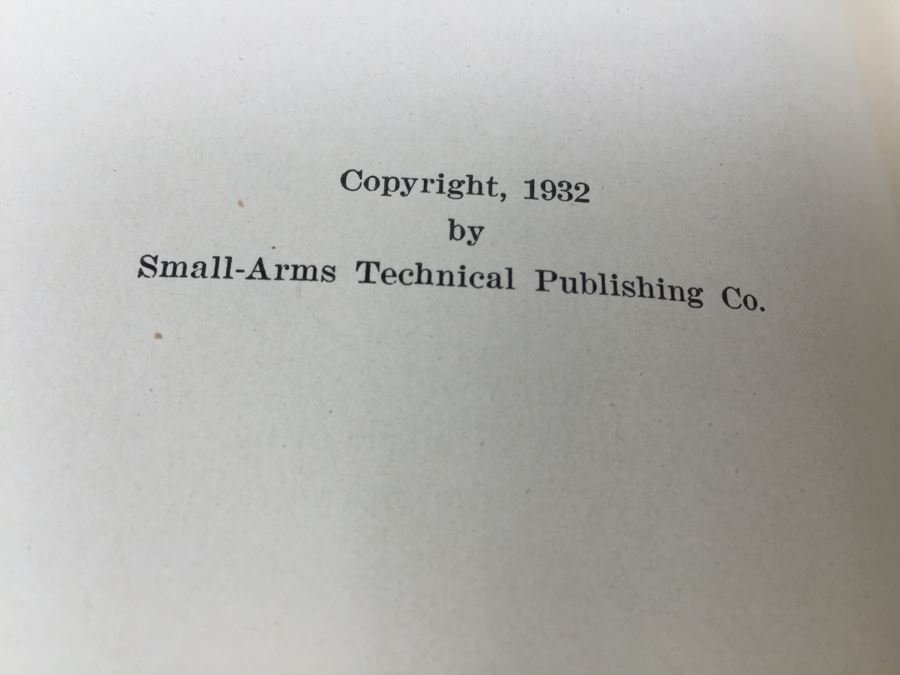 Copyright, 1932
by
Small-Arms Technical Publishing Co.